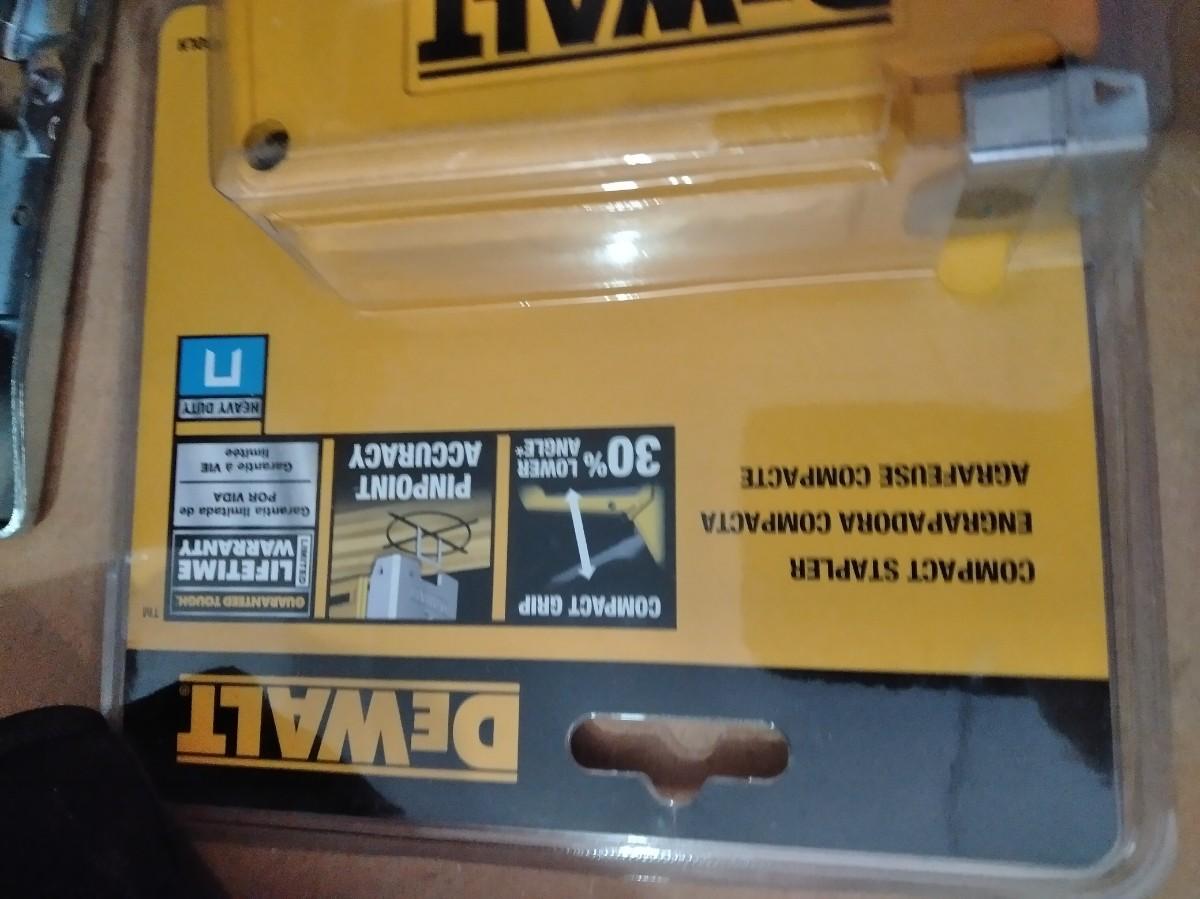 DEWALT®
COMPACT STAPLER
ENGRAPADORA COMPACTA
AGRAFEUSE COMPACTE
COMPACT GRIP
30% LOWER
ANGLE*
PINPOINT
ACCURACY
GUARANTEED TOUGH.
TM
LIMITED
LIFETIME
WARRANTY
Garantía limitada de
POR VIDA
Garantie à VIE
limitée
HEAVY DUTY
DEWALT